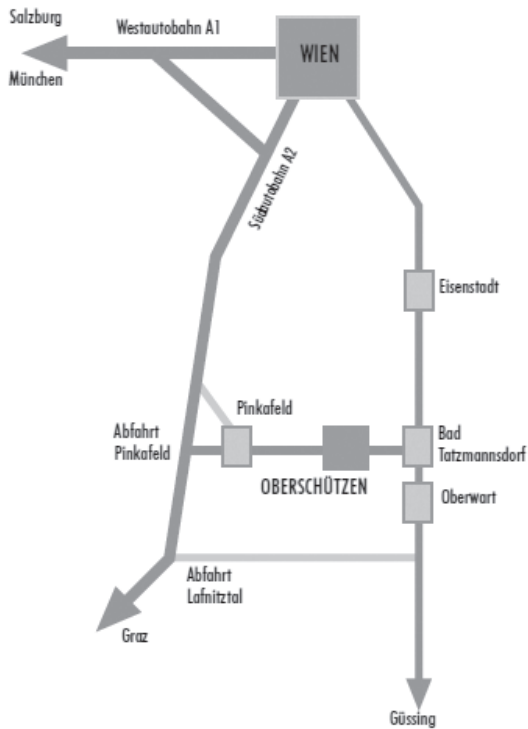 Salzburg
Westautobahn A1
WIEN
München
Südautobahn A2
Eisenstadt
Pinkafeld
Abfahrt
Pinkafeld
Bad
Tatzmannsdorf
OBERSCHÜTZEN
Oberwart
Abfahrt
Lafnitztal
Graz
Güssing